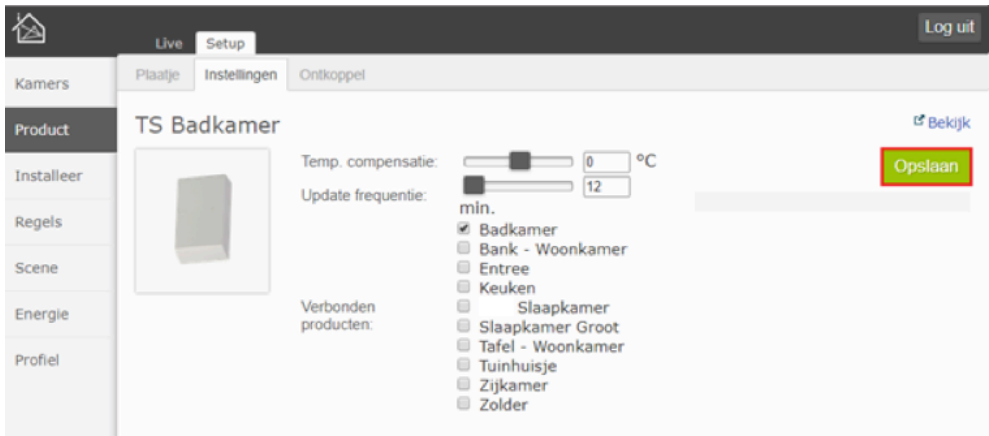 Live Setup Log uit
Plaatje Instellingen Ontkoppel
Kamers
Product
Installeer
Regels
Scene
Energie
Profiel
TS Badkamer
Bekijk
Opslaan
Temp. compensatie: 0 °C
Update frequentie: 12
min.
Verbonden
producten:
Badkamer
Bank - Woonkamer
Entree
Keuken
Slaapkamer
Slaapkamer Groot
Tafel - Woonkamer
Tuinhuisje
Zijkamer
Zolder